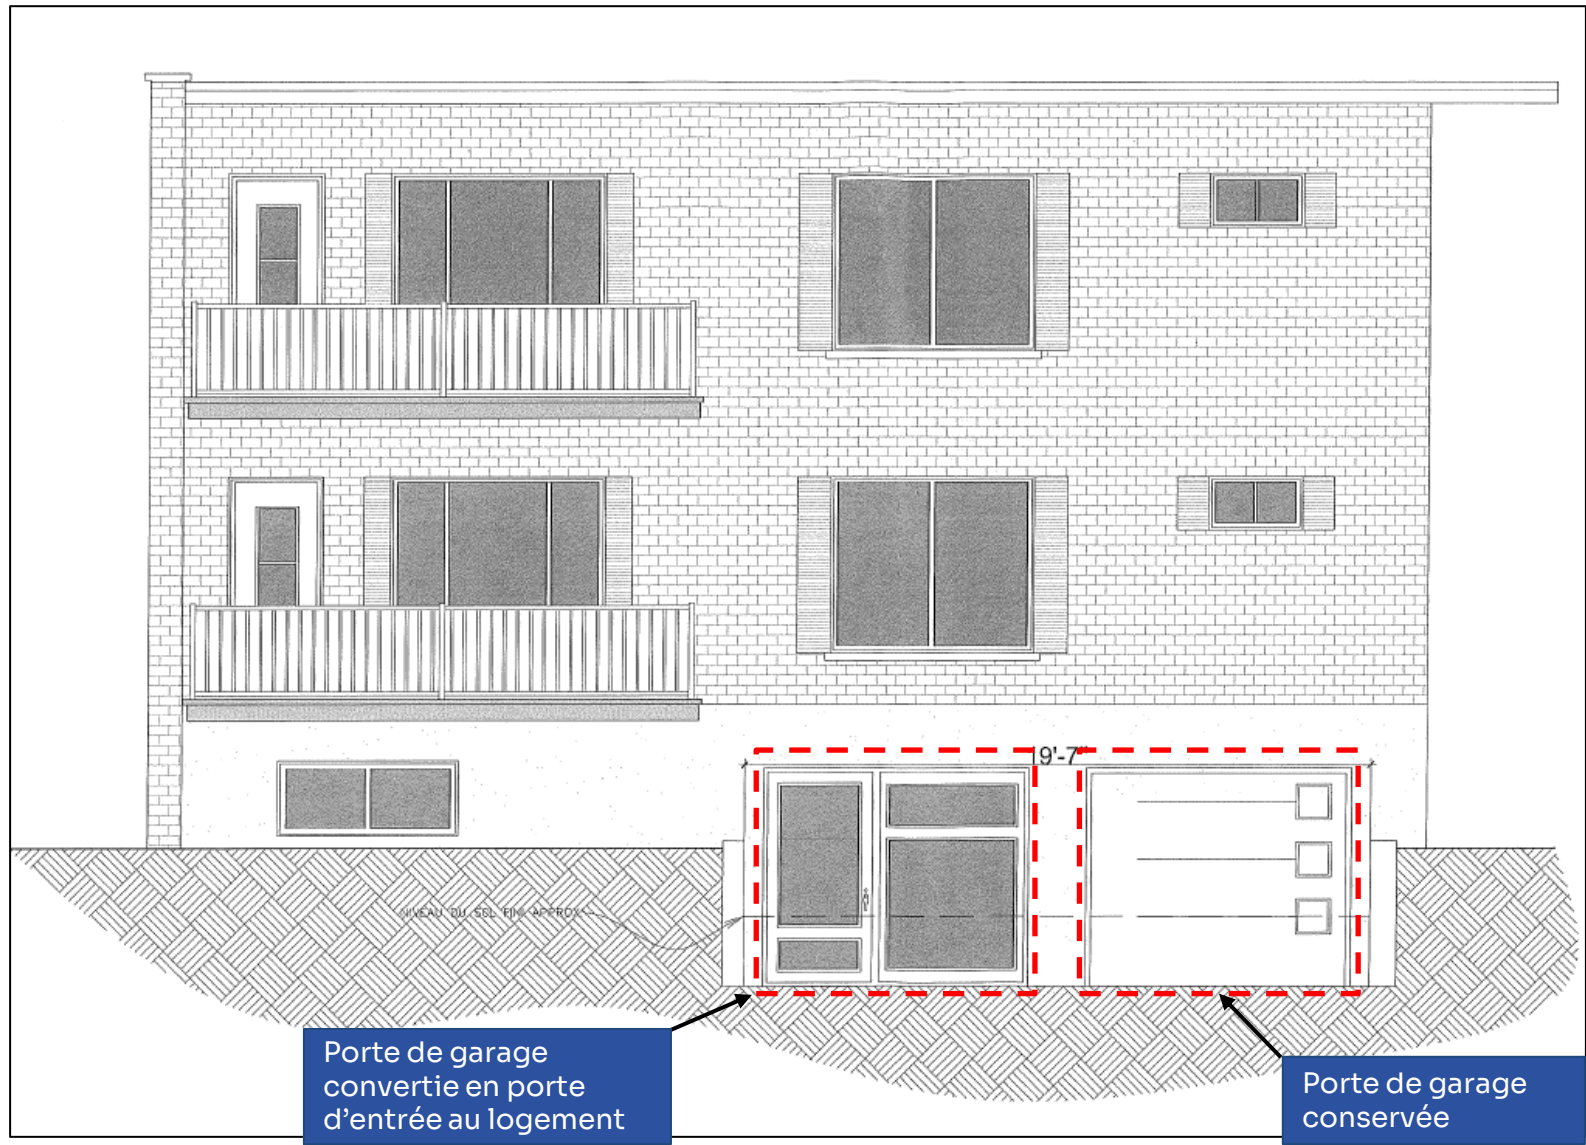 19'-7"
NIVEAU DU SOL FINI APPROX.
Porte de garage
convertie en porte
d’entrée au logement
Porte de garage
conservée